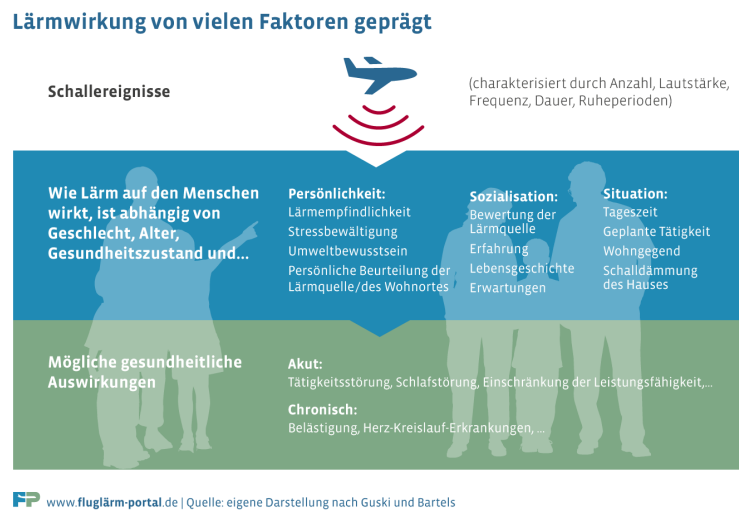 Lärmwirkung von vielen Faktoren geprägt
Schallereignisse
(charakterisiert durch Anzahl, Lautstärke,
Frequenz, Dauer, Ruheperioden)
Wie Lärm auf den Menschen
wirkt, ist abhängig von
Geschlecht, Alter,
Gesundheitszustand und...
Persönlichkeit:
Lärmempfindlichkeit
Stressbewältigung
Umweltbewusstsein
Persönliche Beurteilung der
Lärmquelle/des Wohnortes
Sozialisation:
Bewertung der
Lärmquelle
Erfahrung
Lebensgeschichte
Erwartungen
Situation:
Tageszeit
Geplante Tätigkeit
Wohngegend
Schalldämmung
des Hauses
Mögliche gesundheitliche
Auswirkungen
Akut:
Tätigkeitsstörung, Schlafstörung, Einschränkung der Leistungsfähigkeit,...
Chronisch:
Belästigung, Herz-Kreislauf-Erkrankungen, ...
FP www.fluglärm-portal.de | Quelle: eigene Darstellung nach Guski und Bartels